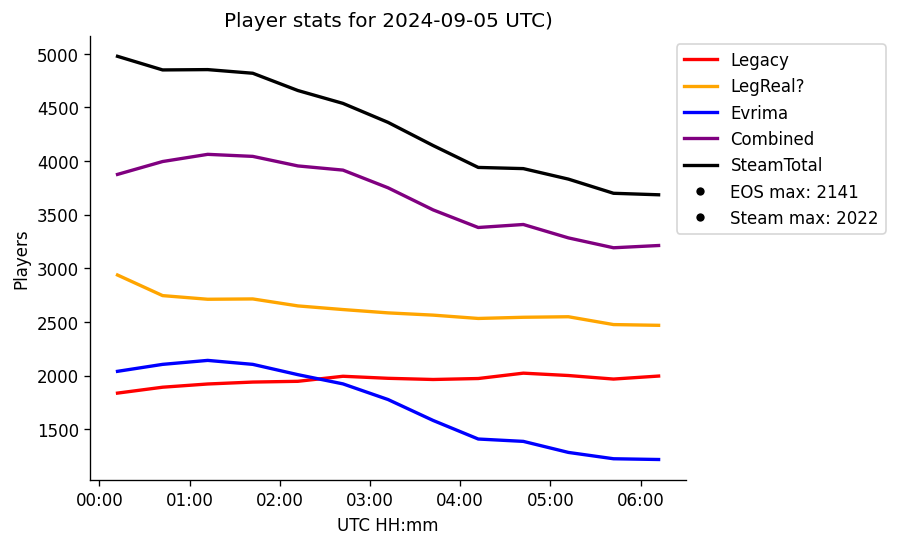 Player stats for 2024-09-05 UTC)
5000
4500
4000
3500
3000
2500
2000
1500
Players
00:00 01:00 02:00 03:00 04:00 05:00 06:00
UTC HH:mm
Legacy
LegReal?
Evrima
Combined
SteamTotal
EOS max: 2141
Steam max: 2022